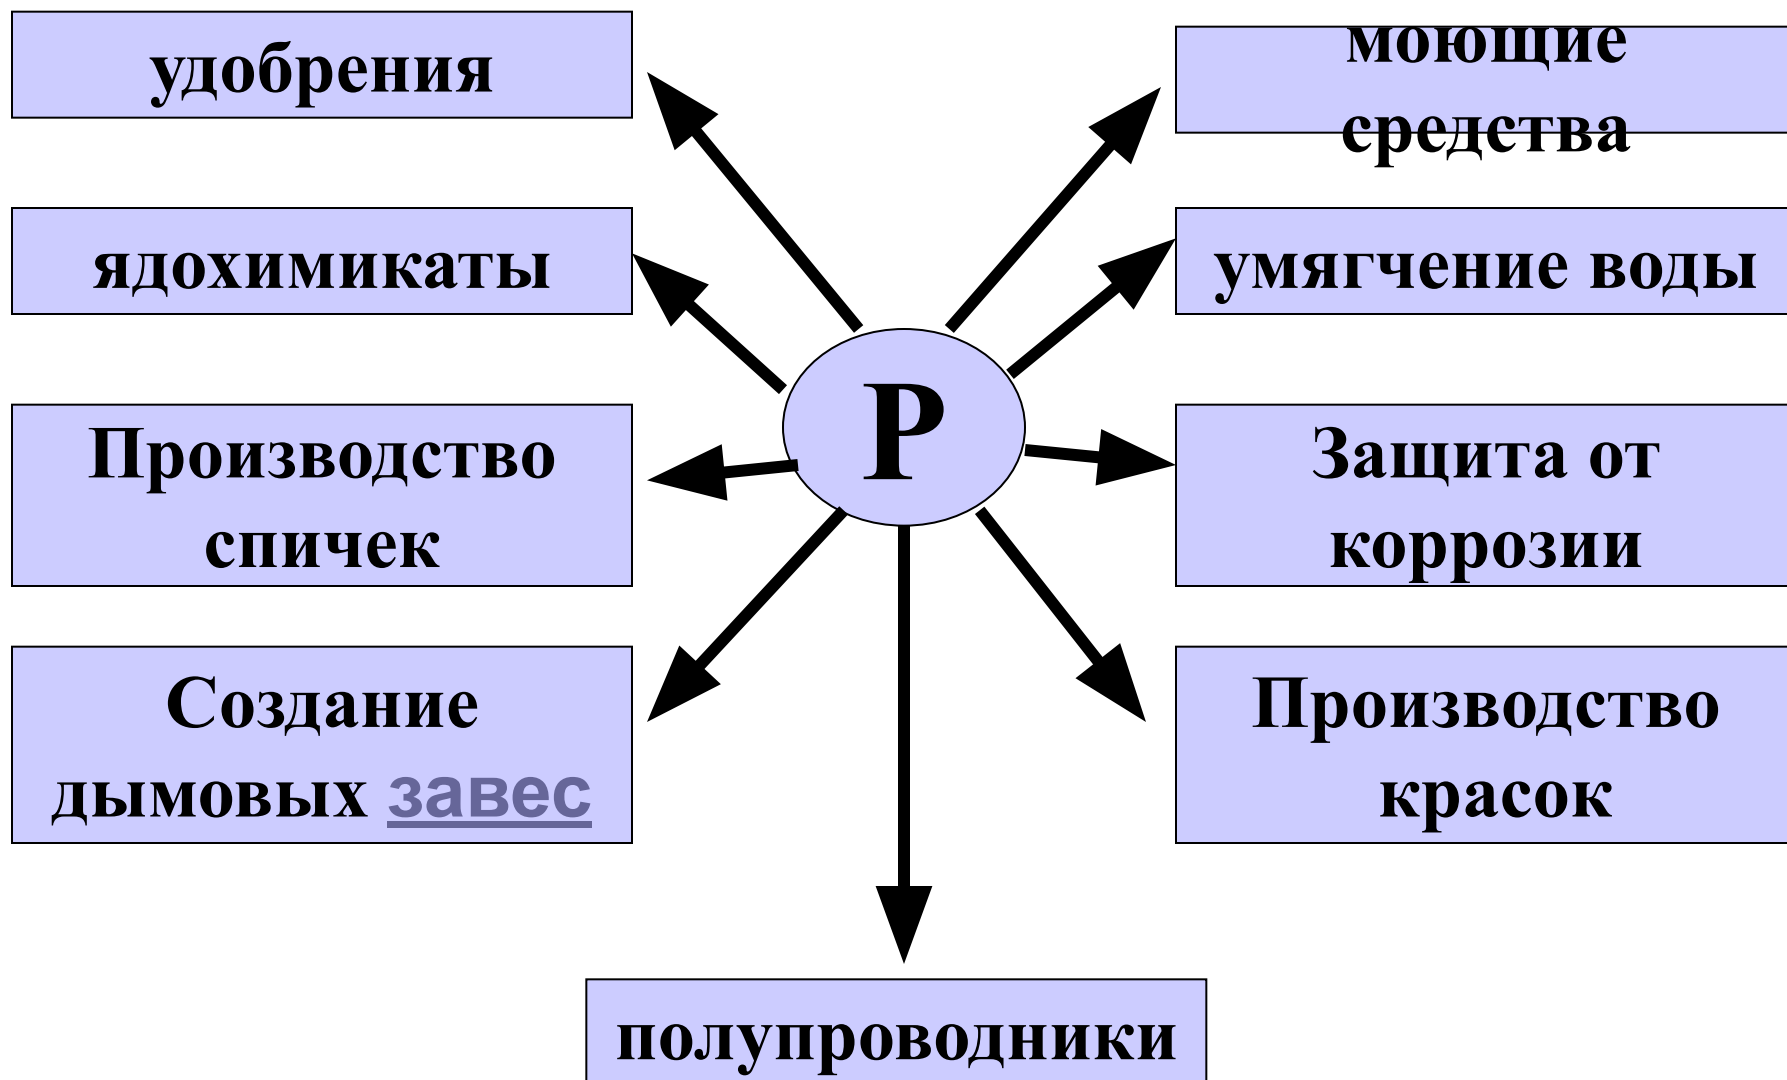 удобрения
моющие
средства
ядохимикаты
умягчение воды
Р
Производство
спичек
Защита от
коррозии
Создание
дымовых завес
Производство
красок
полупроводники